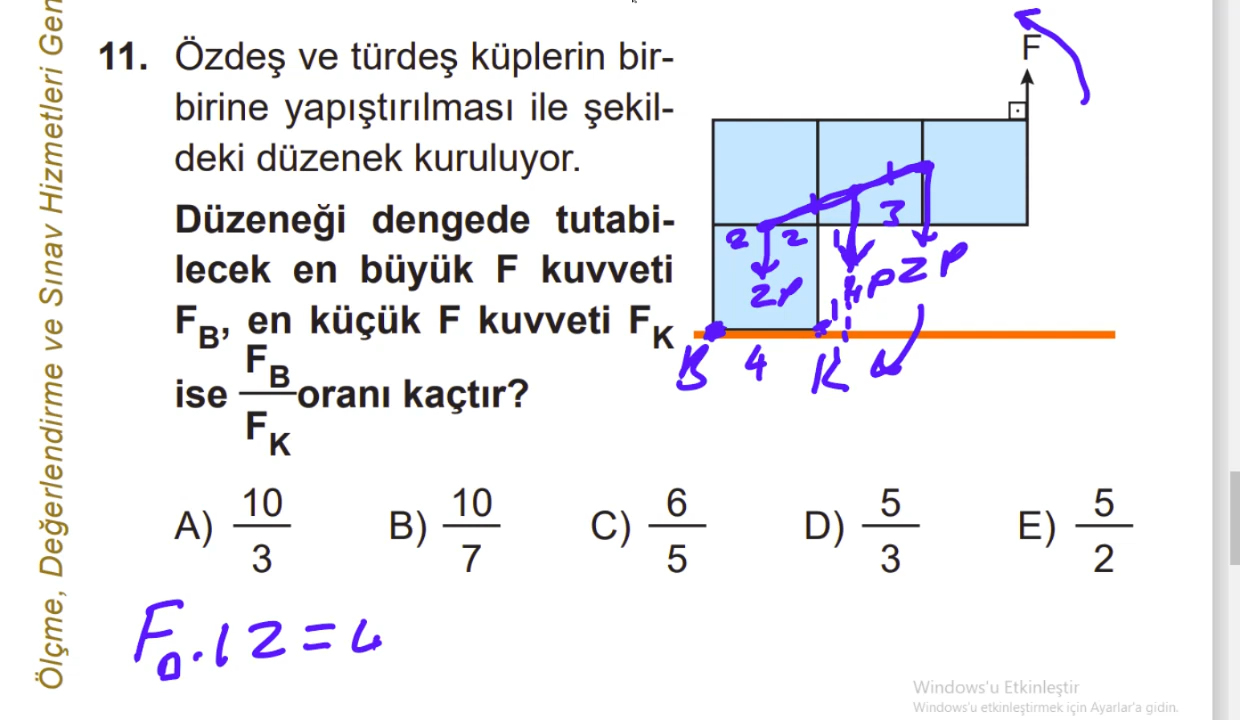 Ölçme, Değerlendirme ve Sınav Hizmetleri Gen
11. Özdeş ve türdeş küplerin bir-
birine yapıştırılması ile şekil-
deki düzenek kuruluyor.
Düzeneği dengede tutabi-
lecek en büyük F kuvveti
F_B, en küçük F kuvveti F_K
ise F_B/F_K oranı kaçtır?
F
2 2 1 3
2P 4P 2P
1
B 4 K
A) 10/3 B) 10/7 C) 6/5 D) 5/3 E) 5/2
F_B.12=4
Windows'u Etkinleştir
Windows'u etkinleştirmek için Ayarlar'a gidin.